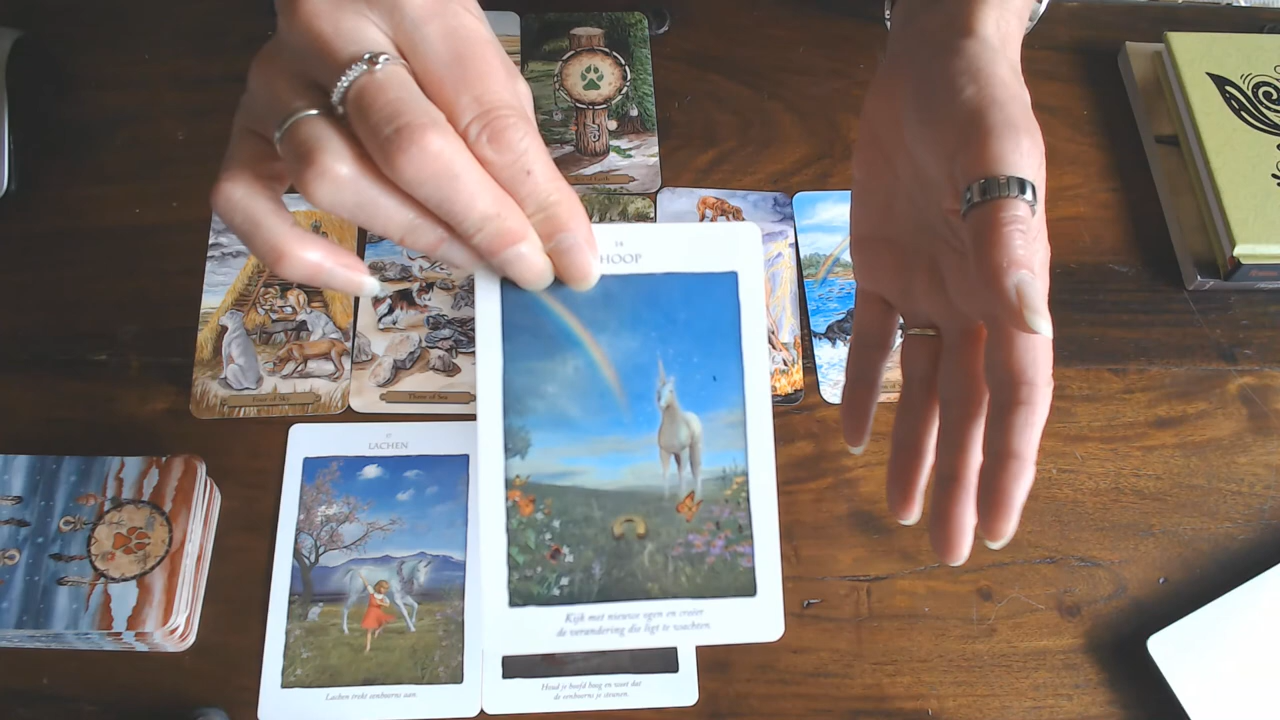 14
HOOP
Four of Sky
Three of Sea
17
LACHEN
Kijk met nieuwe ogen en creëer
de verandering die ligt te wachten.
Lachen trekt eenhoorns aan.
Houd je hoofd hoog en weet dat
de eenhoorns je steunen.